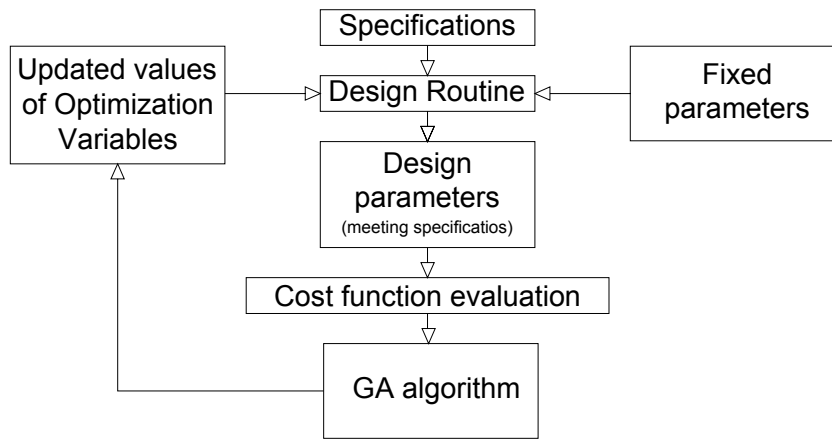 Specifications
Updated values
of Optimization
Variables
Design Routine
Fixed
parameters
Design
parameters
(meeting specificatios)
Cost function evaluation
GA algorithm